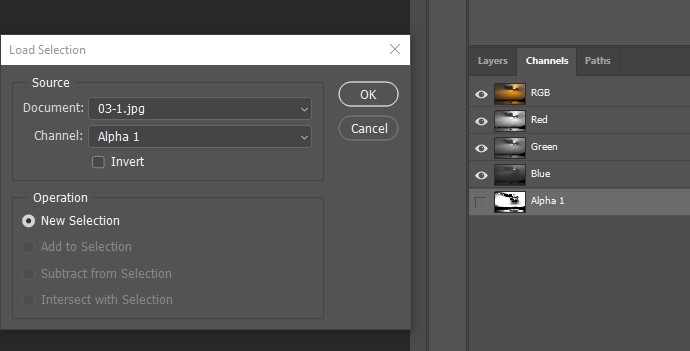 Load Selection
Source
Document: 03-1.jpg
Channel: Alpha 1
Invert
OK
Cancel
Operation
New Selection
Add to Selection
Subtract from Selection
Intersect with Selection
Layers Channels Paths
RGB
Red
Green
Blue
Alpha 1